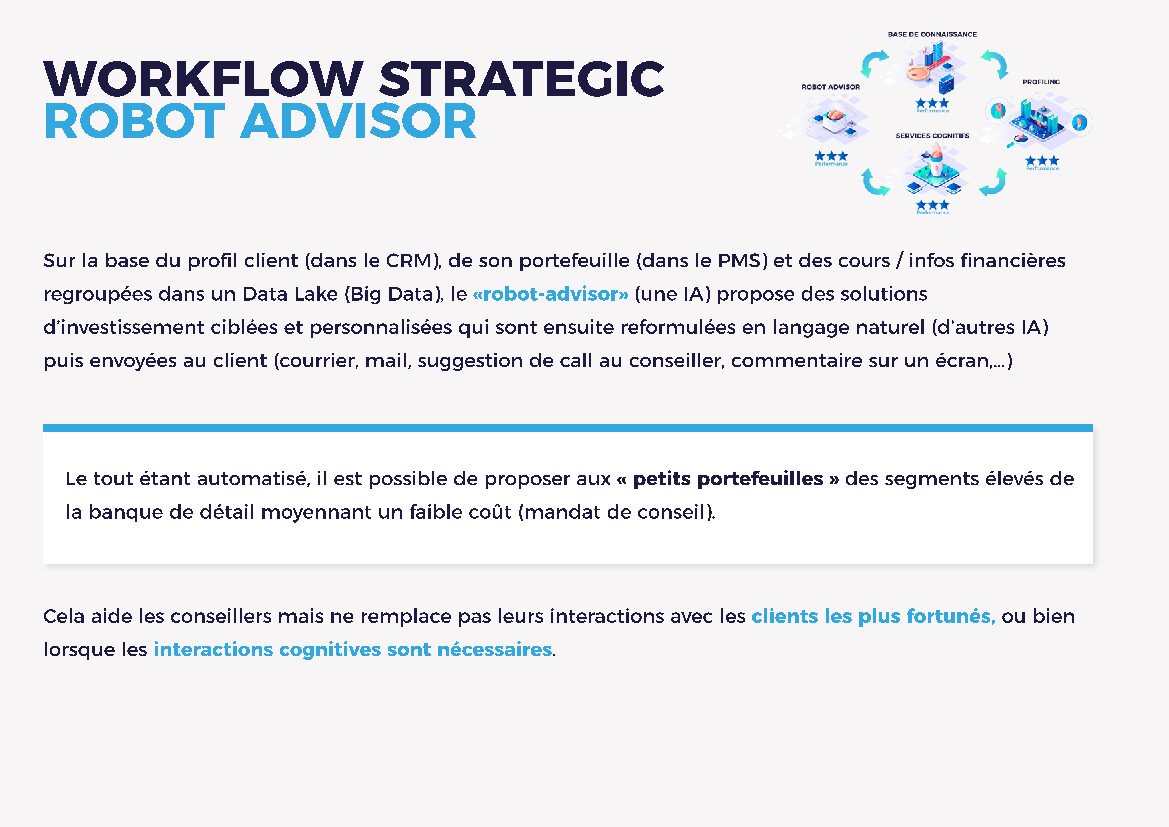 WORKFLOW STRATEGIC
ROBOT ADVISOR
BASE DE CONNAISSANCE
Performance
PROFILING
Performance
ROBOT ADVISOR
Performance
SERVICES COGNITIFS
Performance
Sur la base du profil client (dans le CRM), de son portefeuille (dans le PMS) et des cours / infos financières
regroupées dans un Data Lake (Big Data), le «robot-advisor» (une IA) propose des solutions
d'investissement ciblées et personnalisées qui sont ensuite reformulées en langage naturel (d'autres IA)
puis envoyées au client (courrier, mail, suggestion de call au conseiller, commentaire sur un écran,...)
Le tout étant automatisé, il est possible de proposer aux « petits portefeuilles » des segments élevés de
la banque de détail moyennant un faible coût (mandat de conseil).
Cela aide les conseillers mais ne remplace pas leurs interactions avec les clients les plus fortunés, ou bien
lorsque les interactions cognitives sont nécessaires.